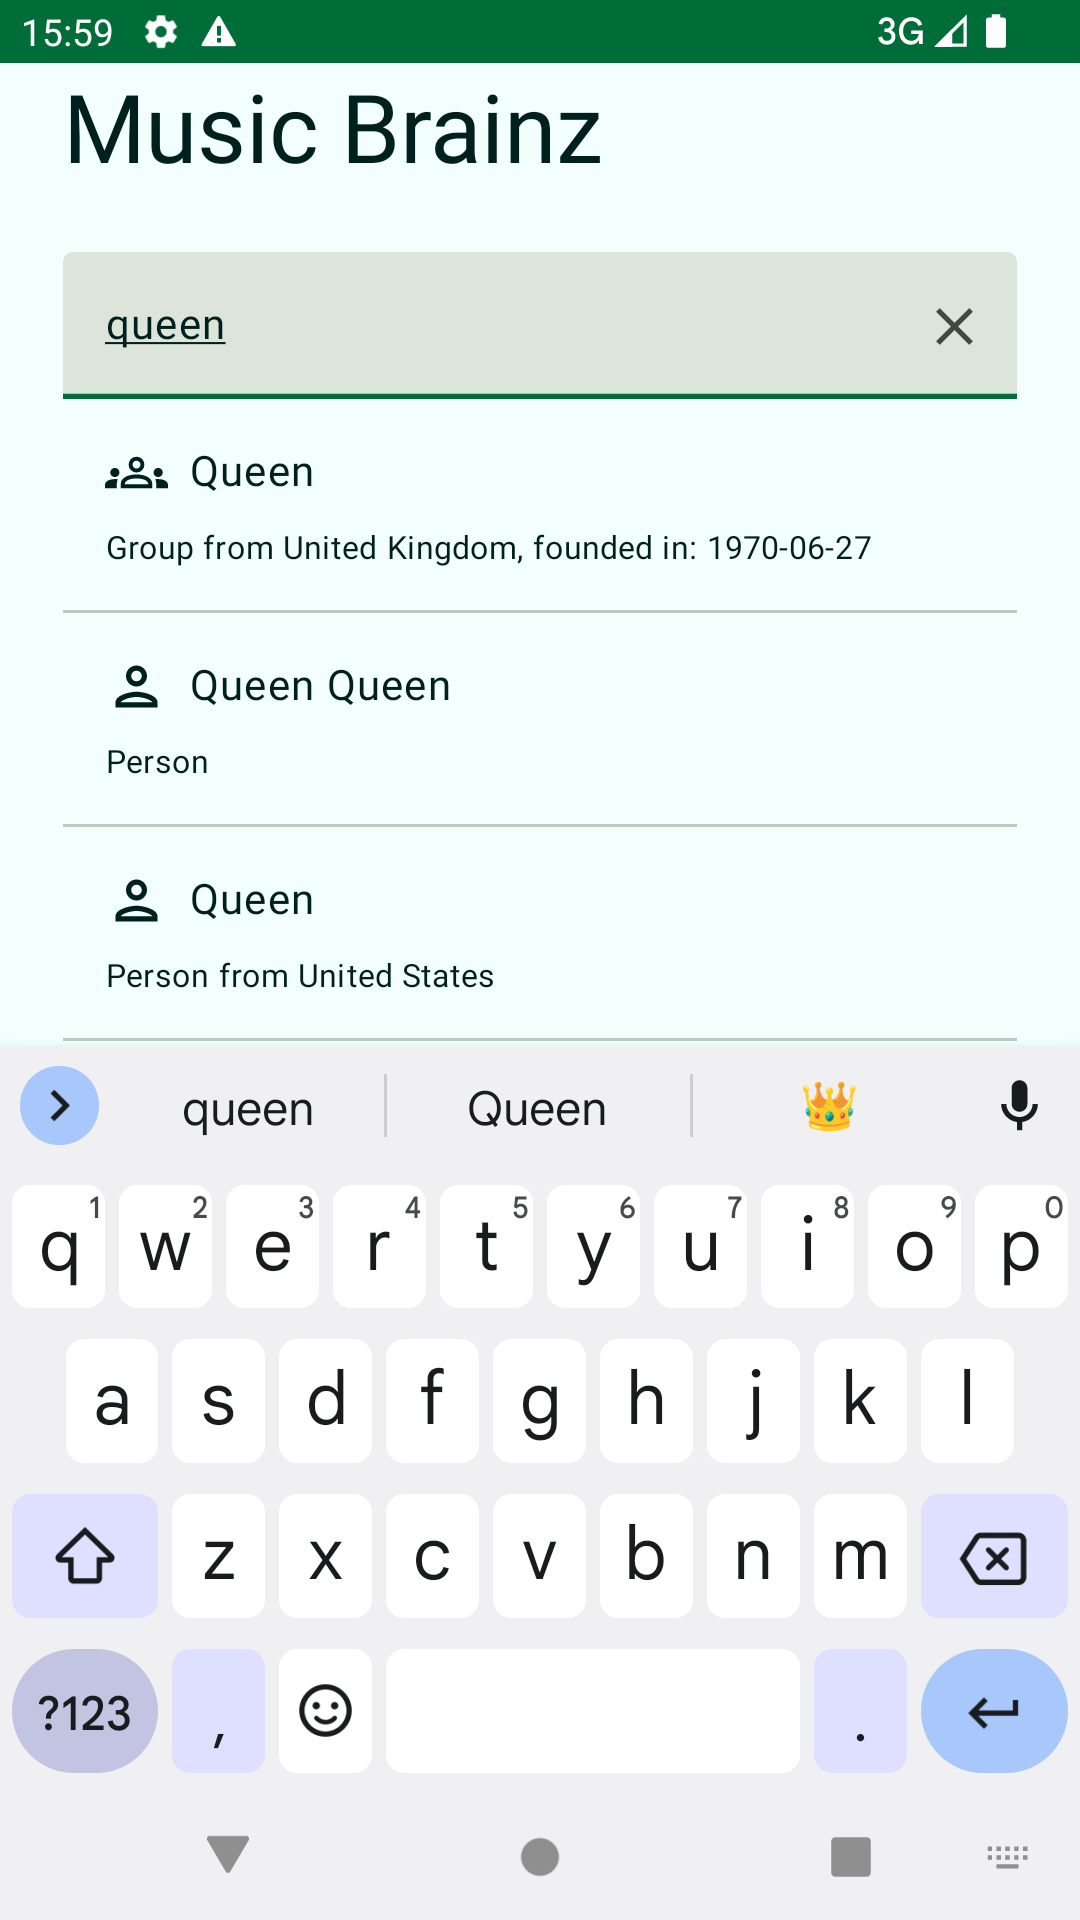 15:59 3G
Music Brainz
queen
Queen
Group from United Kingdom, founded in: 1970-06-27
Queen Queen
Person
Queen
Person from United States
queen Queen
1 2 3 4 5 6 7 8 9 0
q w e r t y u i o p
a s d f g h j k l
z x c v b n m
?123 , .